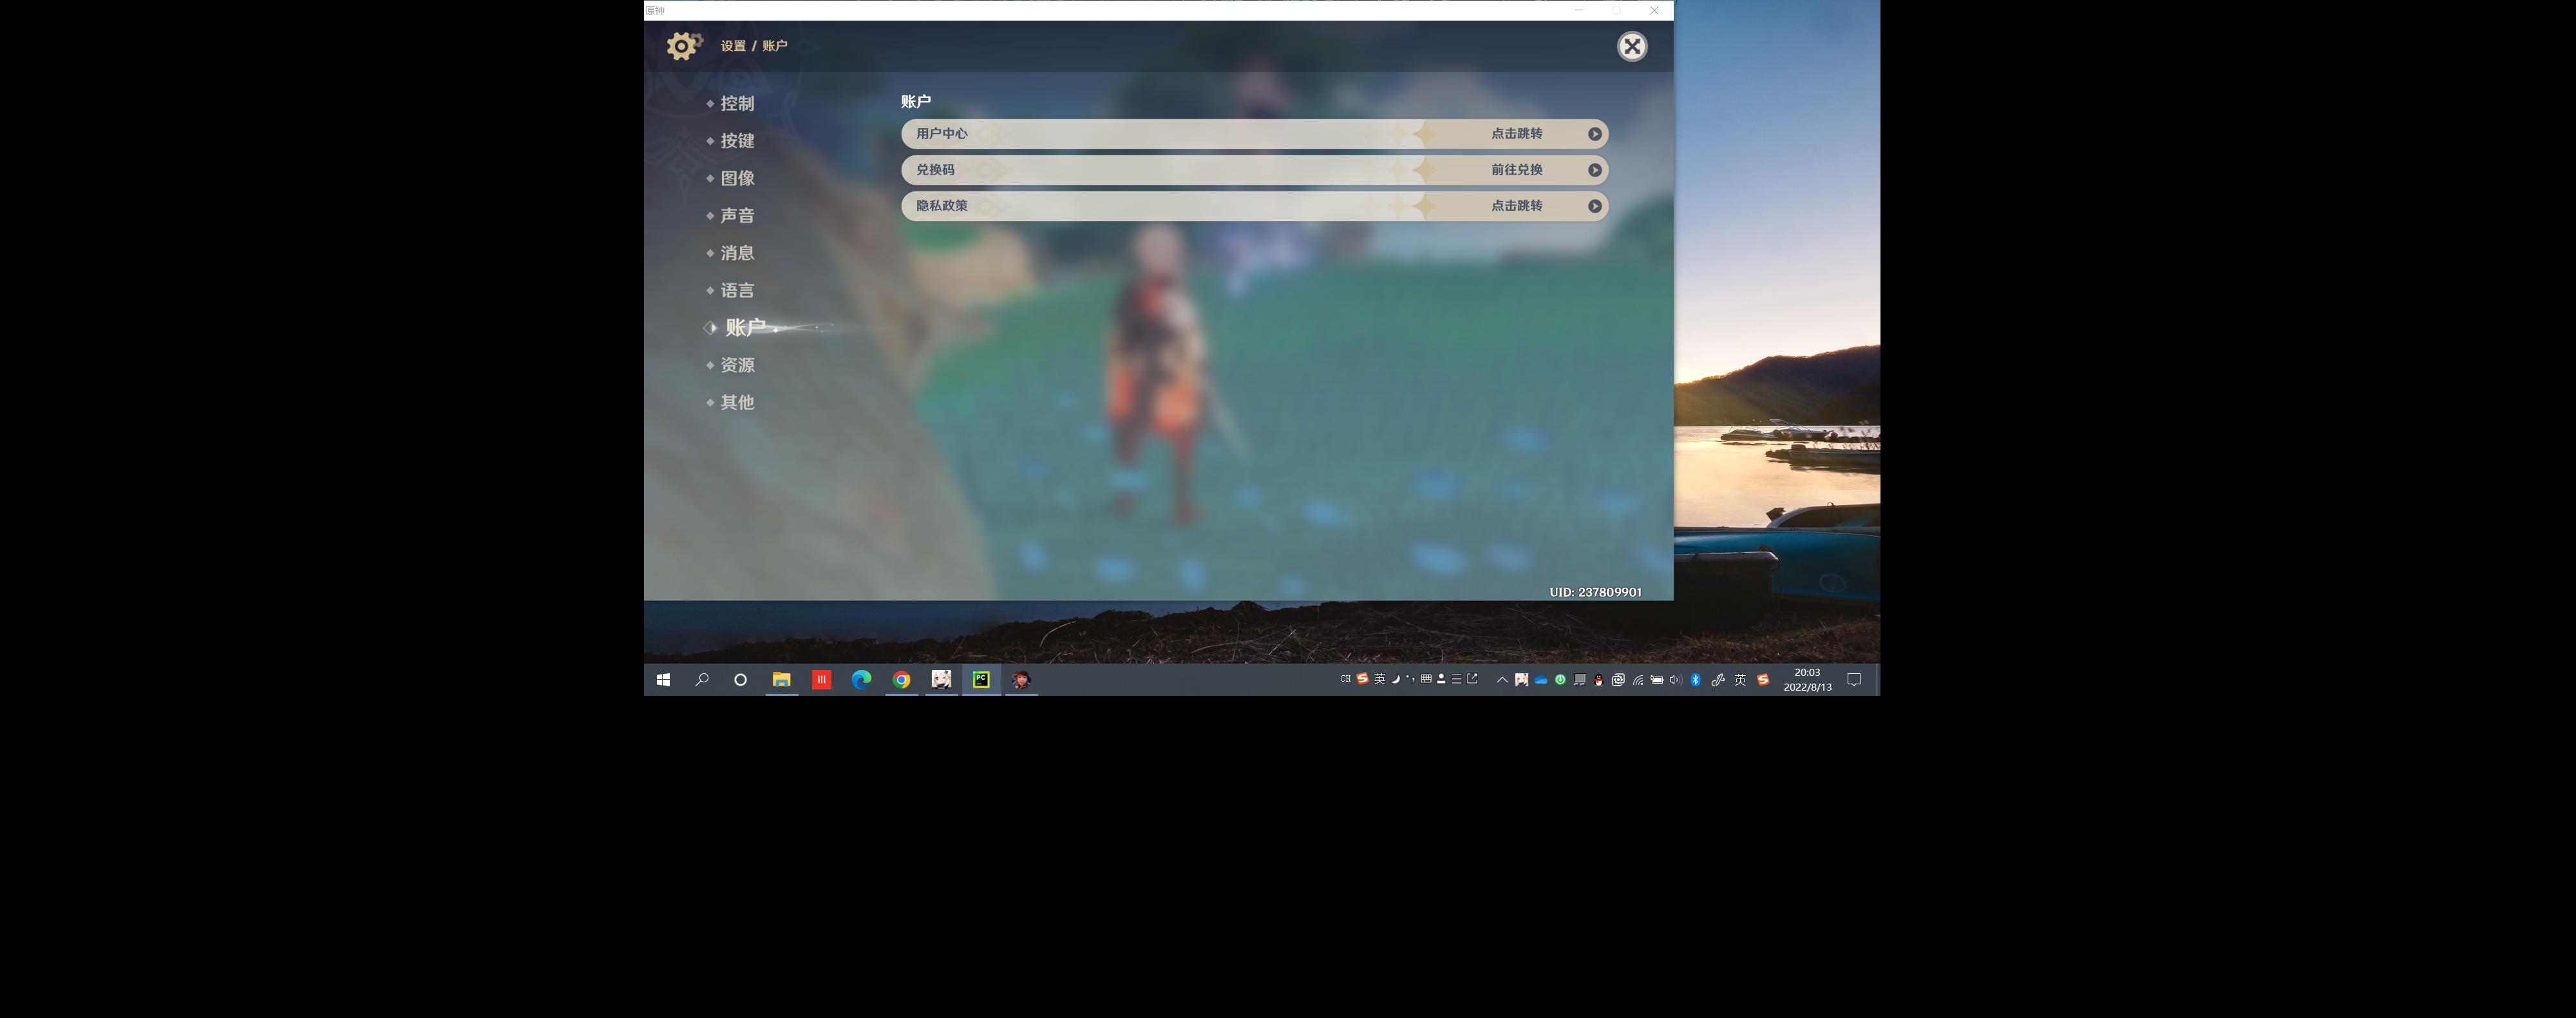 原神
设置 / 账户
控制
按键
图像
声音
消息
语言
账户
资源
其他
账户
用户中心 点击跳转
兑换码 前往兑换
隐私政策 点击跳转
UID: 237809901
PC
CH 英
英
20:03
2022/8/13